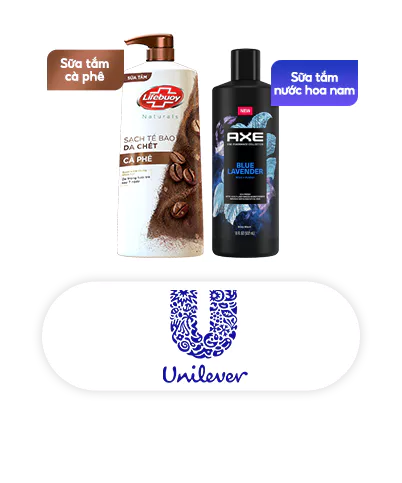 Sữa tắm
cà phê
Sữa tắm
nước hoa nam
SỮA TẮM
Lifebuoy
Naturals
SẠCH TẾ BÀO
DA CHẾT
CÀ PHÊ
NEW
AXE
BLUE
LAVENDER
Unilever